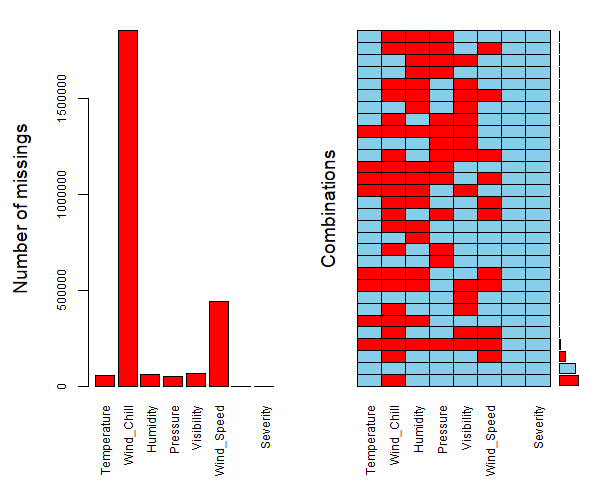 Number of missings
0
500000
1000000
1500000
Temperature
Wind_Chill
Humidity
Pressure
Visibility
Wind_Speed
Severity
Combinations
Temperature
Wind_Chill
Humidity
Pressure
Visibility
Wind_Speed
Severity